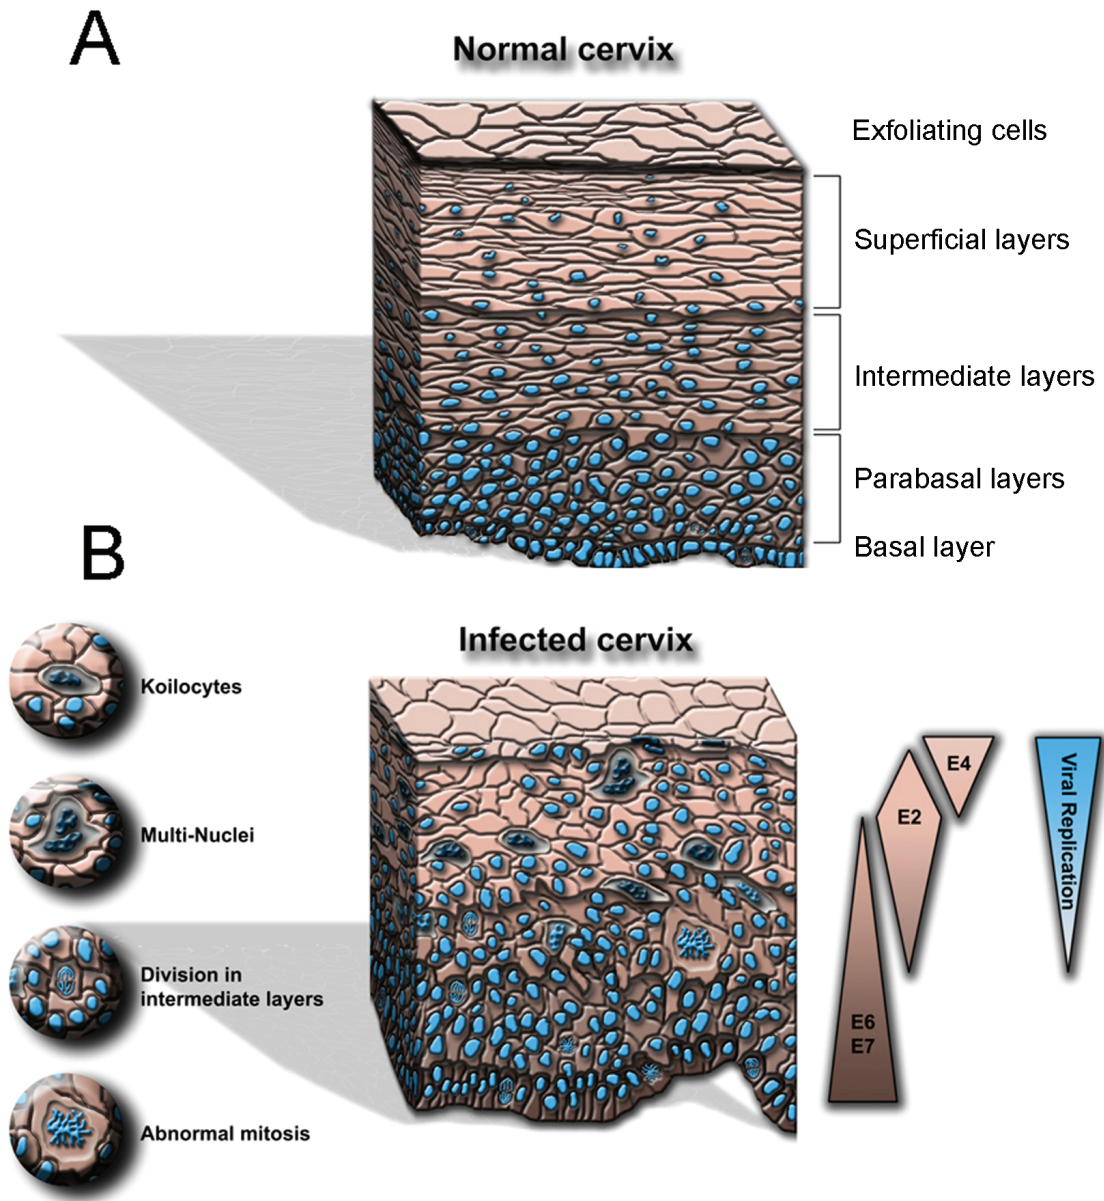 A
Normal cervix
Exfoliating cells
Superficial layers
Intermediate layers
Parabasal layers
Basal layer
B
Infected cervix
Koilocytes
Multi-Nuclei
Division in
intermediate layers
Abnormal mitosis
E4
E2
E6
E7
Viral Replication